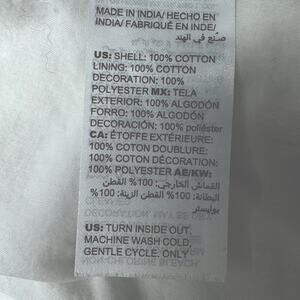 MADE IN INDIA/ HECHO EN
INDIA/ FABRIQUÉ EN INDE/
صنع في الهند
US: SHELL: 100% COTTON
LINING: 100% COTTON
DECORATION: 100%
POLYESTER MX: TELA
EXTERIOR: 100% ALGODÓN
FORRO: 100% ALGODÓN
DECORACIÓN: 100% poliéster
CA: ÉTOFFE EXTÉRIEURE:
100% COTON DOUBLURE:
100% COTON DÉCORATION:
100% POLYESTER AE/KW:
القماش الخارجي: 100% القطن
البطانة: 100% القطن الزينة: 100%
بوليستر
US: TURN INSIDE OUT.
MACHINE WASH COLD,
GENTLE CYCLE. ONLY
NON-CHLORINE BLEACH